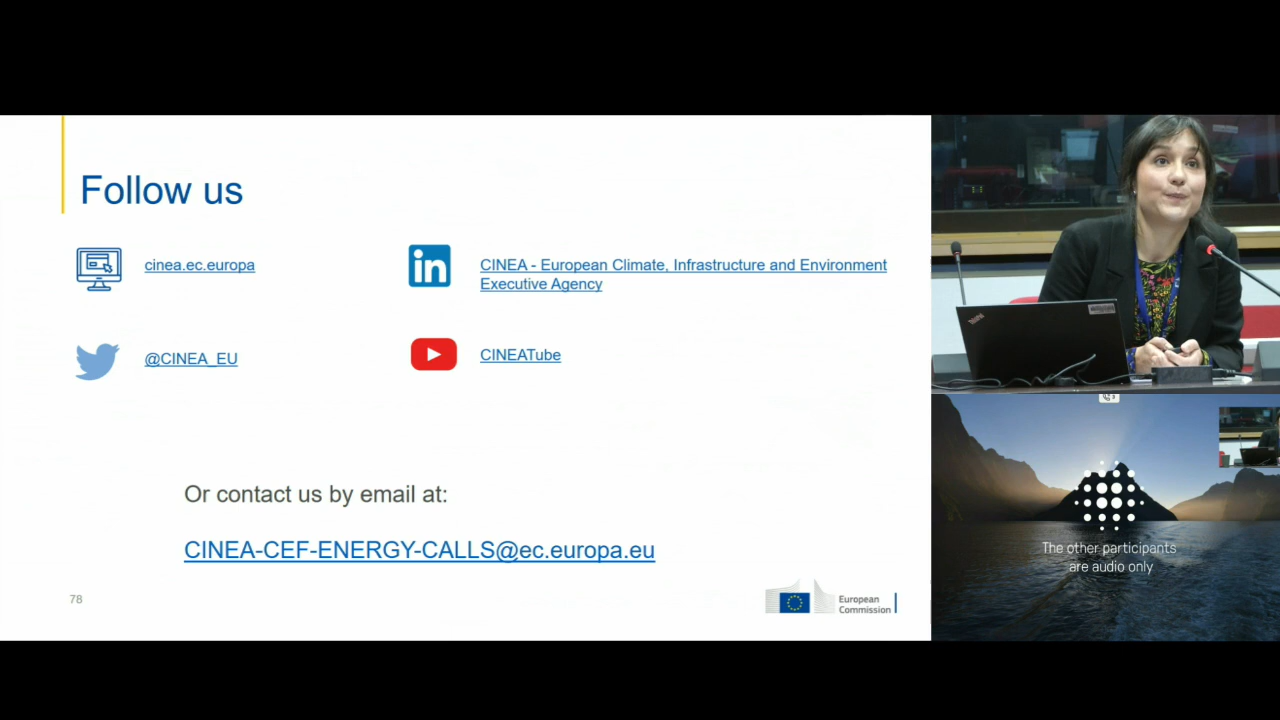 Follow us
cinea.ec.europa
CINEA - European Climate, Infrastructure and Environment
Executive Agency
@CINEA_EU
CINEATube
Or contact us by email at:
CINEA-CEF-ENERGY-CALLS@ec.europa.eu
78
European
Commission
The other participants
are audio only